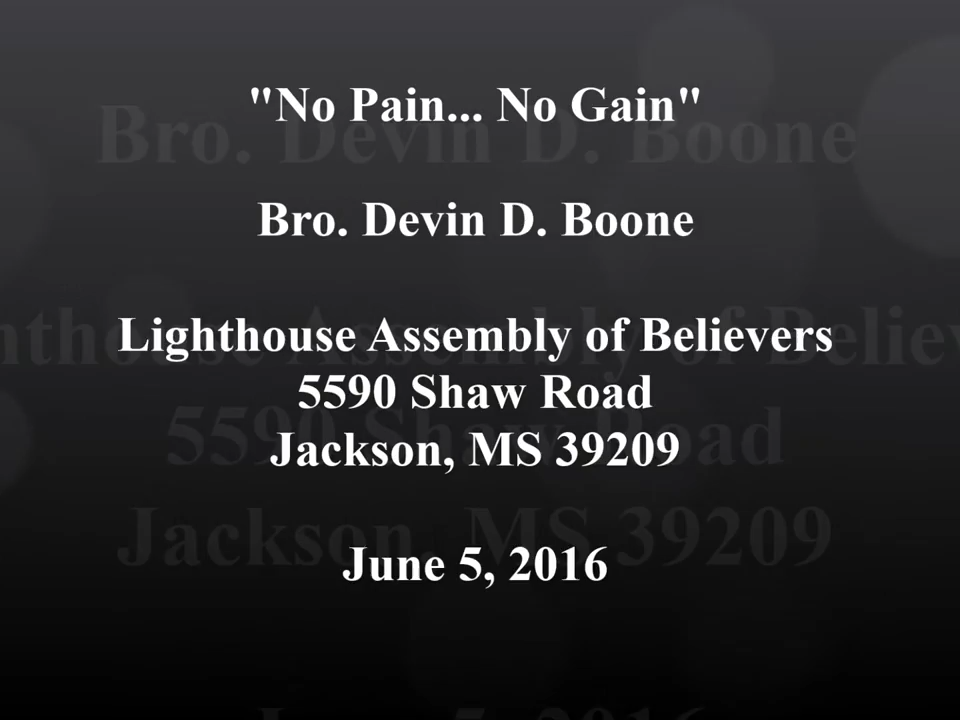 "No Pain... No Gain"
Bro. Devin D. Boone
Lighthouse Assembly of Believers
5590 Shaw Road
Jackson, MS 39209
June 5, 2016